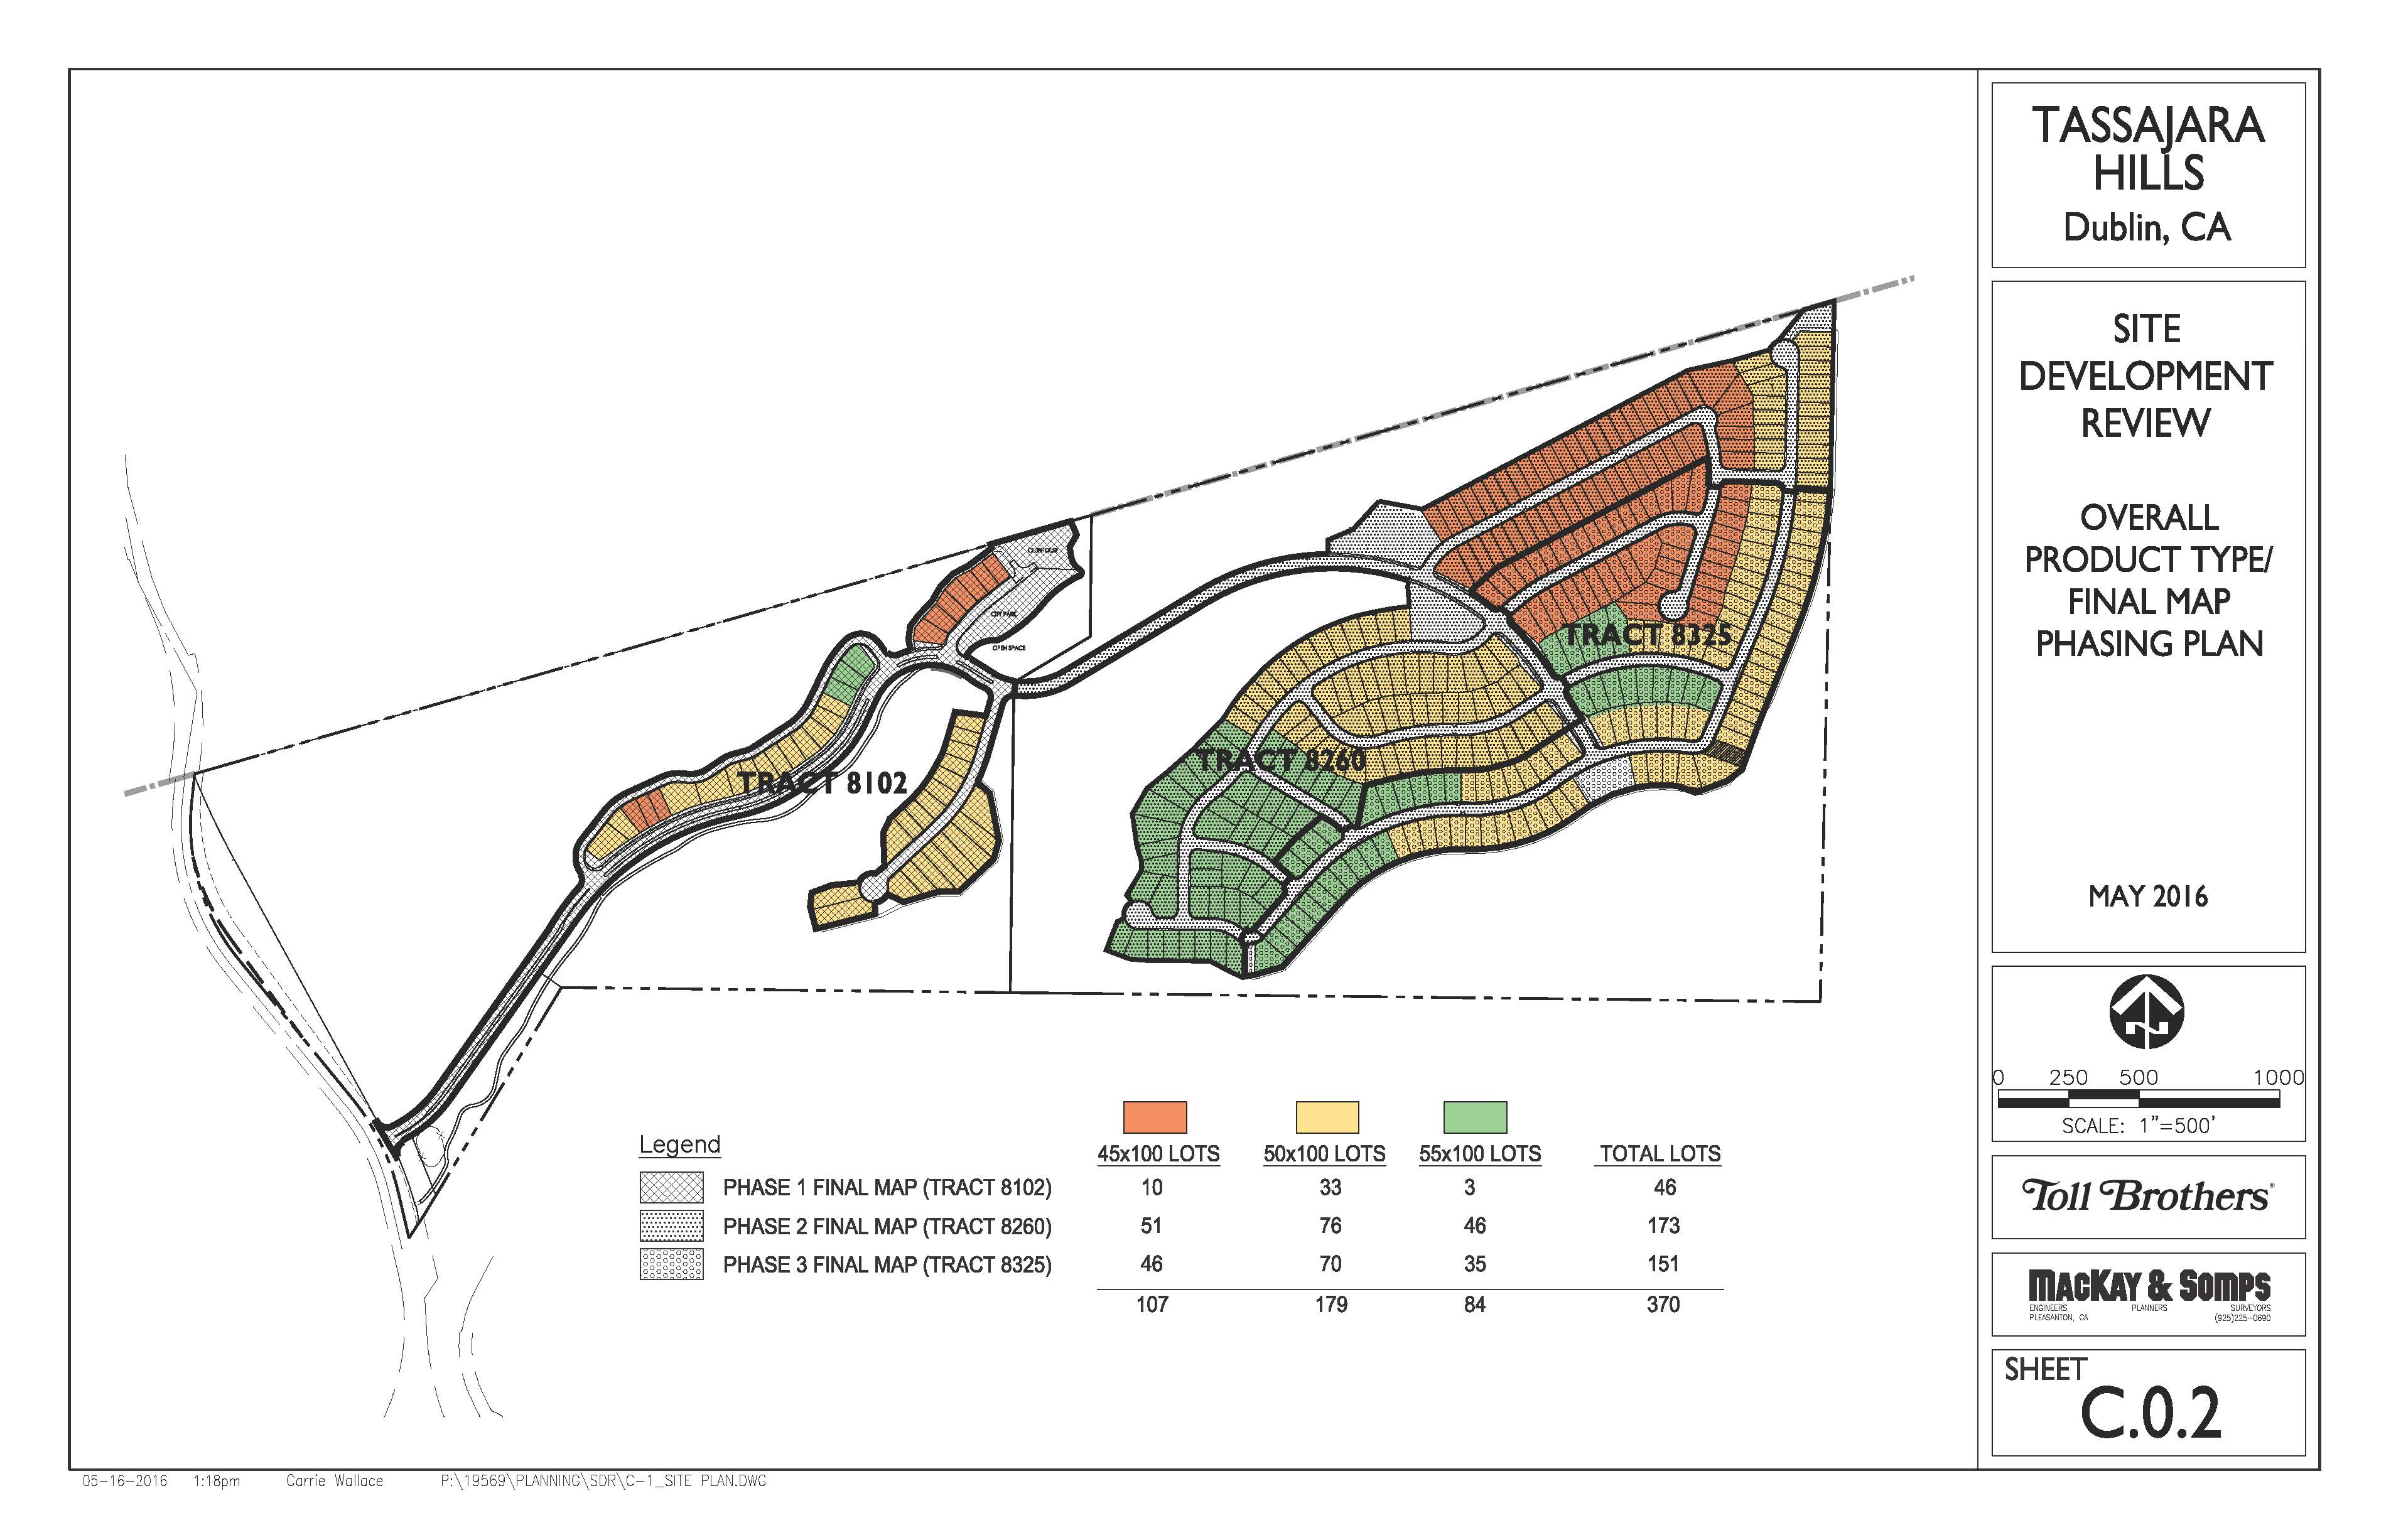 TASSAJARA
HILLS
Dublin, CA
SITE
DEVELOPMENT
REVIEW
OVERALL
PRODUCT TYPE/
FINAL MAP
PHASING PLAN
MAY 2016
N
0 250 500 1000
SCALE: 1"=500'
Toll Brothers®
MACKAY & SOMPS
ENGINEERS PLANNERS SURVEYORS
PLEASANTON, CA (925)225-0690
SHEET
C.0.2
CITY PARK
OPEN SPACE
TRACT 8325
TRACT 8260
TRACT 8102
Legend
45x100 LOTS 50x100 LOTS 55x100 LOTS TOTAL LOTS
PHASE 1 FINAL MAP (TRACT 8102) 10 33 3 46
PHASE 2 FINAL MAP (TRACT 8260) 51 76 46 173
PHASE 3 FINAL MAP (TRACT 8325) 46 70 35 151
107 179 84 370
05-16-2016 1:18pm Carrie Wallace P:\19569\PLANNING\SDR\C-1_SITE PLAN.DWG